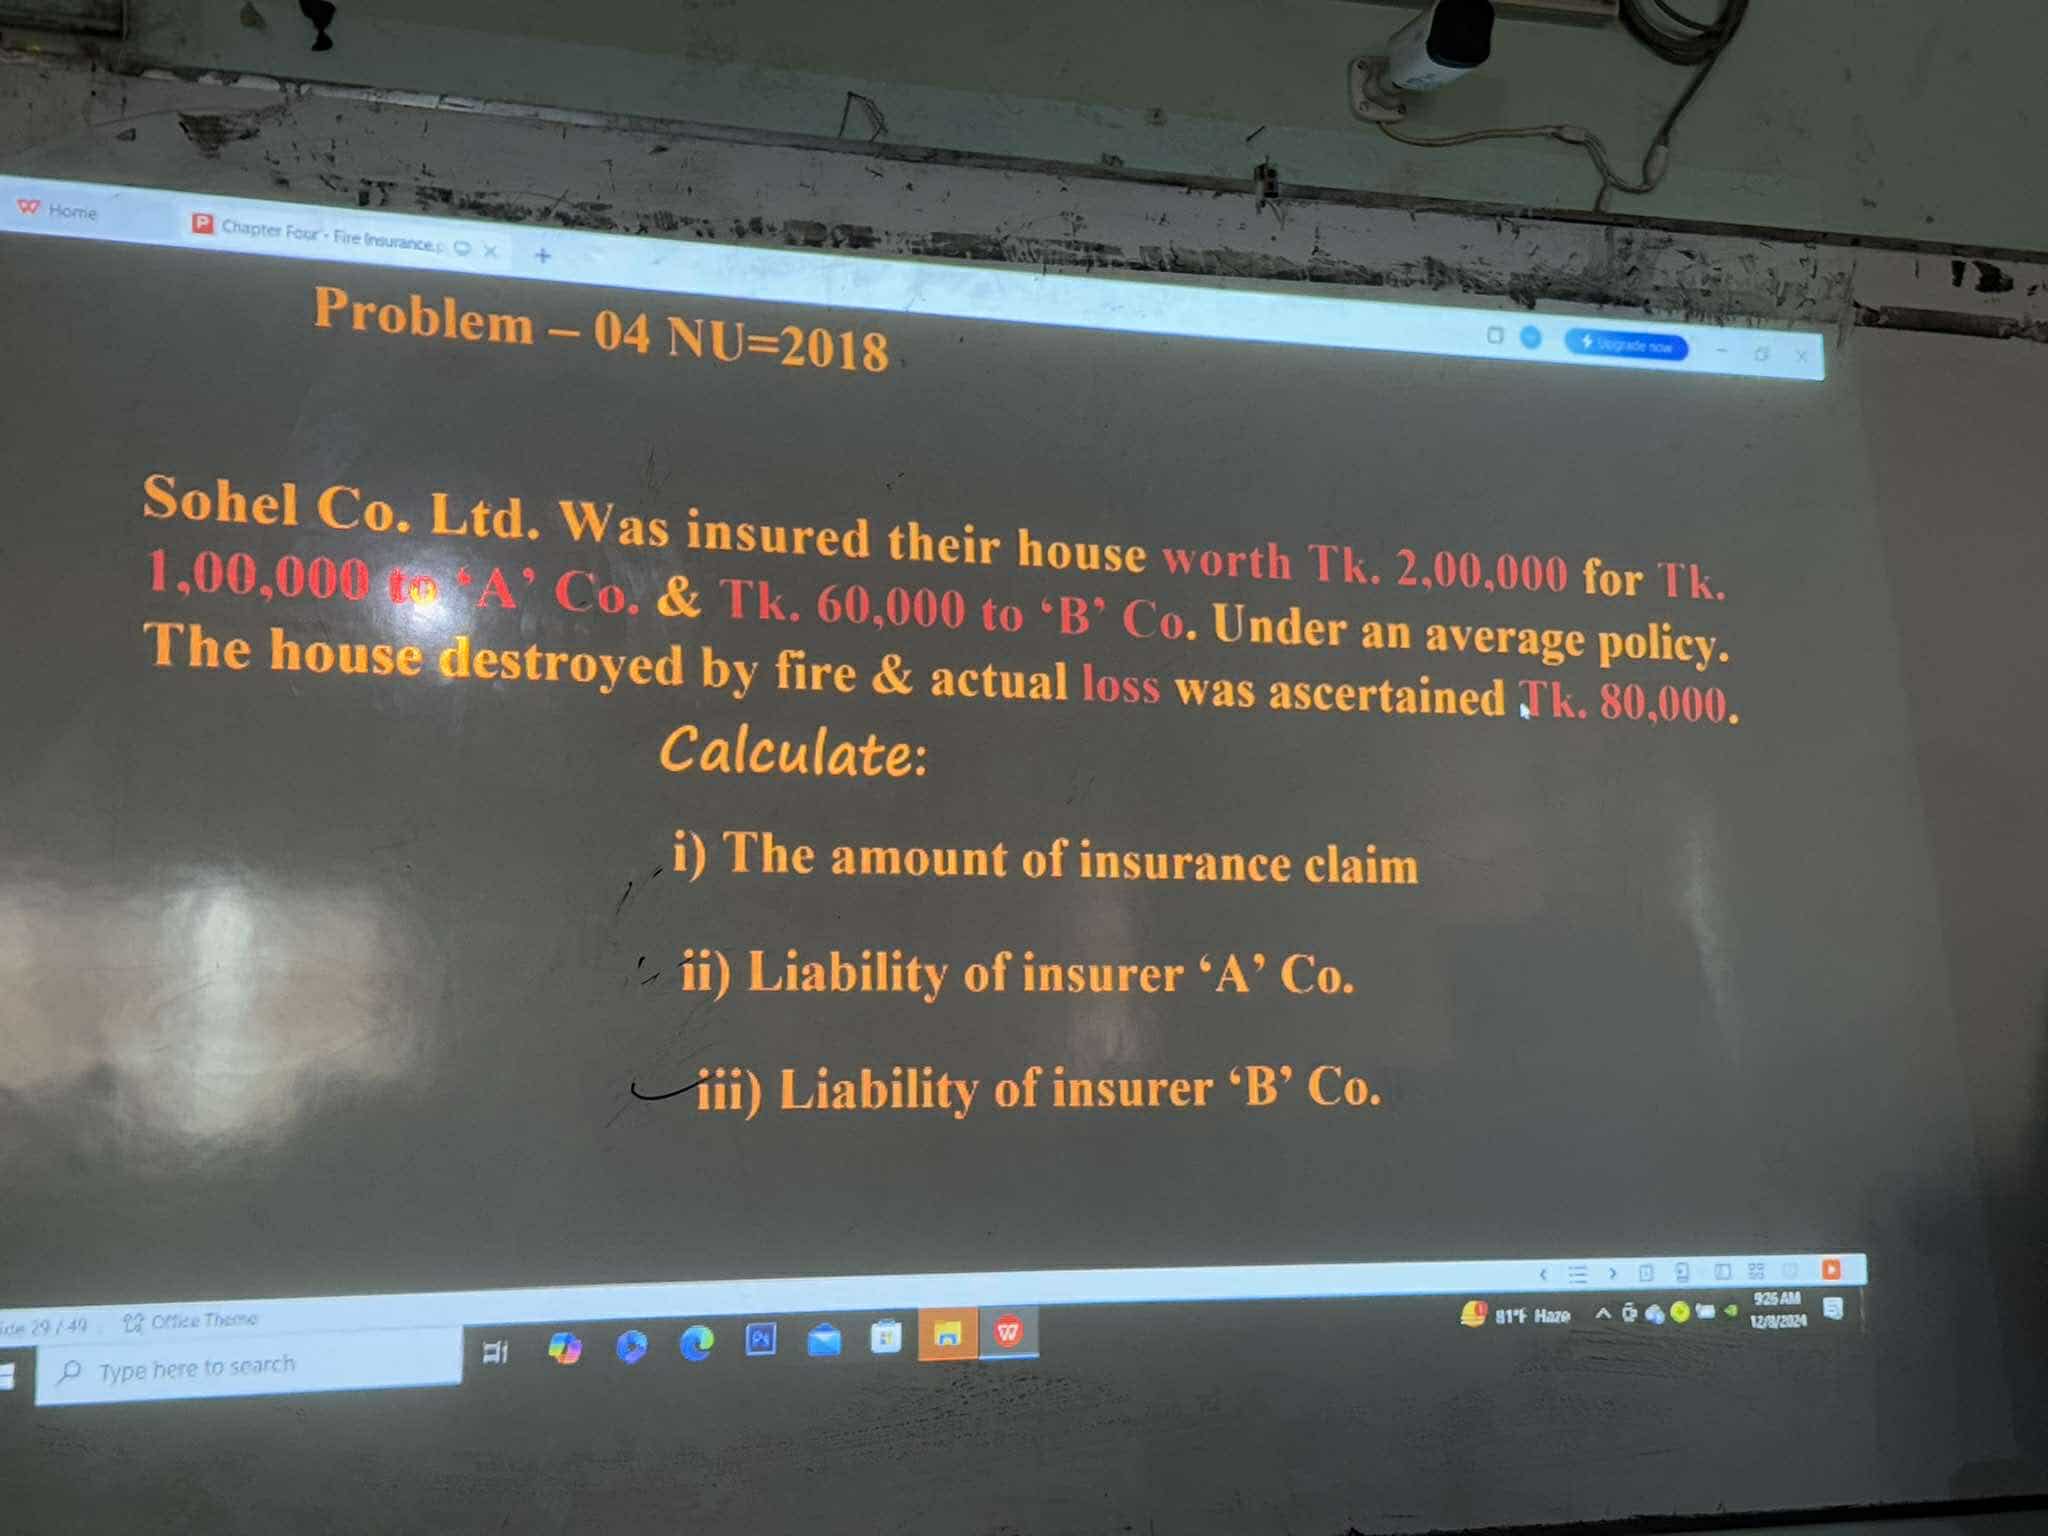 Home
Chapter Four - Fire Insurance.p
Upgrade now
Problem – 04 NU=2018
Sohel Co. Ltd. Was insured their house worth Tk. 2,00,000 for Tk.
1,00,000 to ‘A’ Co. & Tk. 60,000 to ‘B’ Co. Under an average policy.
The house destroyed by fire & actual loss was ascertained Tk. 80,000.
Calculate:
i) The amount of insurance claim
ii) Liability of insurer ‘A’ Co.
iii) Liability of insurer ‘B’ Co.
29 / 49 Office Theme
Type here to search
Ps
81°F Haze
9:26 AM
12/8/2024